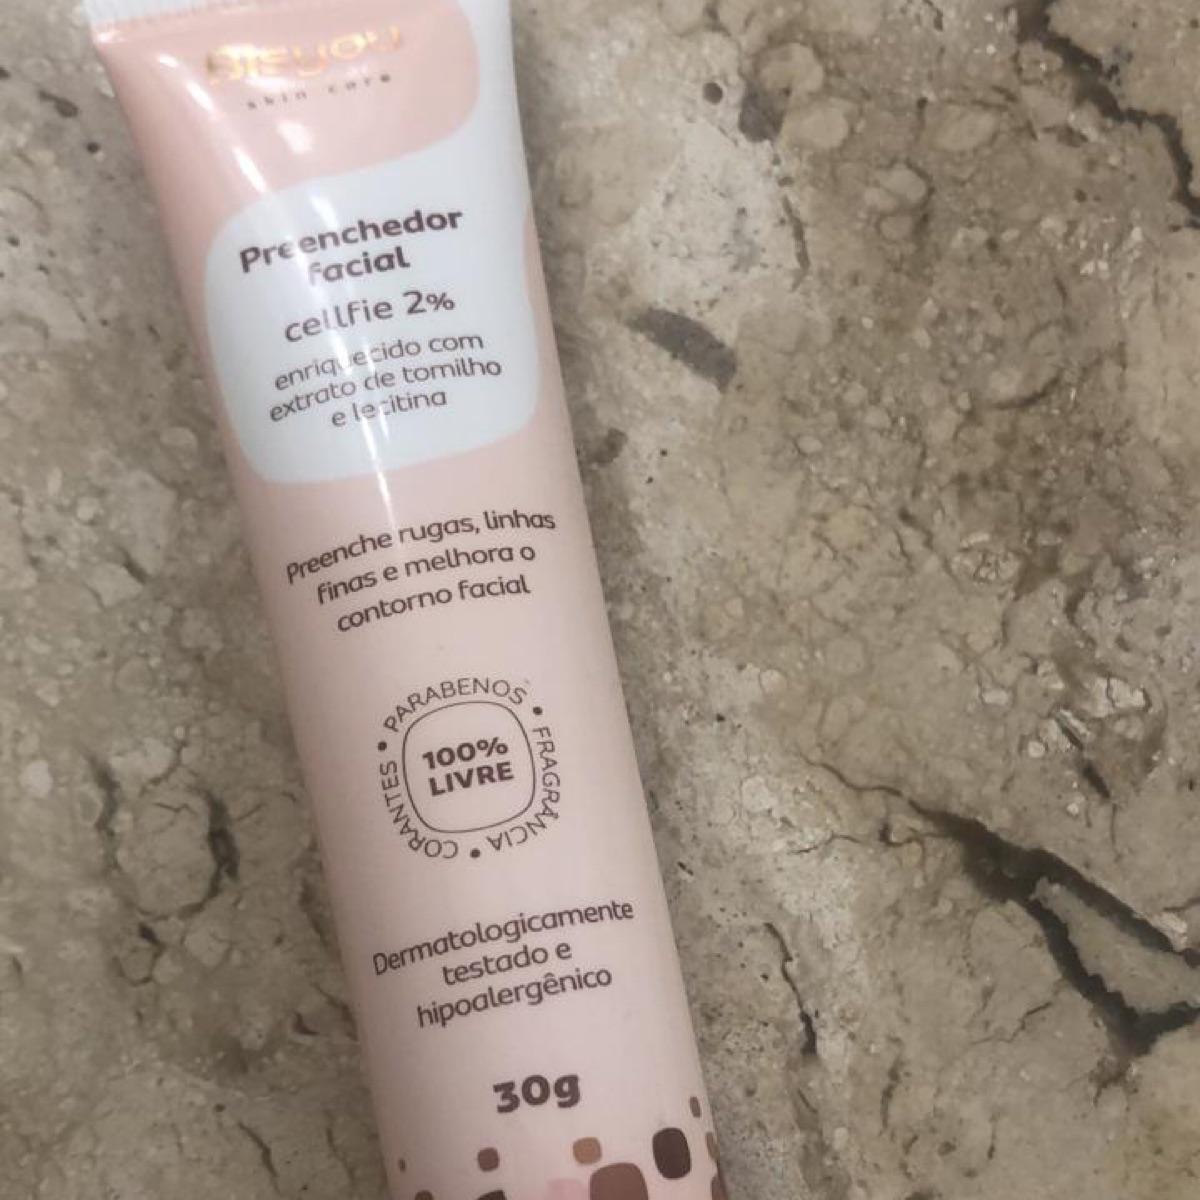 Bioyou
skin care
Preenchedor
facial
cellfie 2%
enriquecido com
extrato de tomilho
e lecitina
Preenche rugas, linhas
finas e melhora o
contorno facial
PARABENOS • FRAGRÂNCIA • CORANTES •
100%
LIVRE
Dermatologicamente
testado e
hipoalergênico
30g